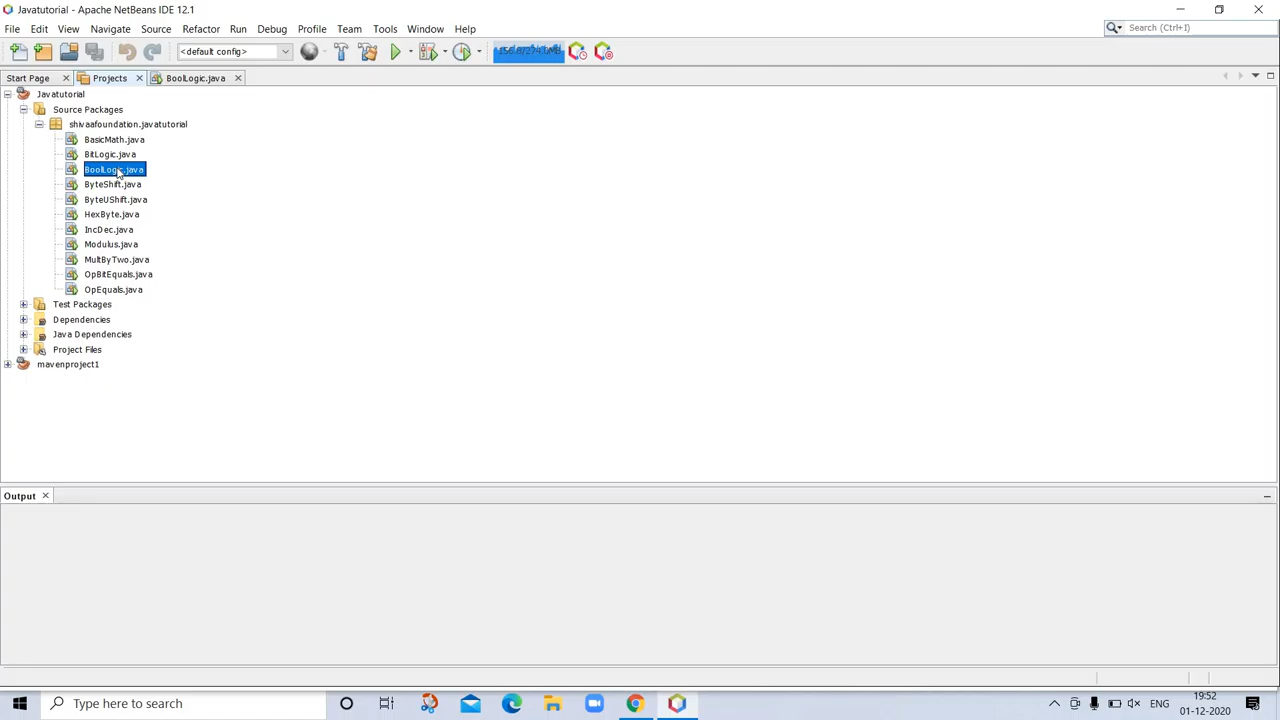 Javatutorial - Apache NetBeans IDE 12.1
File Edit View Navigate Source Refactor Run Debug Profile Team Tools Window Help
Search (Ctrl+I)
<default config>
Start Page Projects BoolLogic.java
Javatutorial
Source Packages
shivaafoundation.javatutorial
BasicMath.java
BitLogic.java
BoolLogic.java
ByteShift.java
ByteUShift.java
HexByte.java
IncDec.java
Modulus.java
MultByTwo.java
OpBitEquals.java
OpEquals.java
Test Packages
Dependencies
Java Dependencies
Project Files
mavenproject1
Output
Type here to search
ENG
19:52
01-12-2020